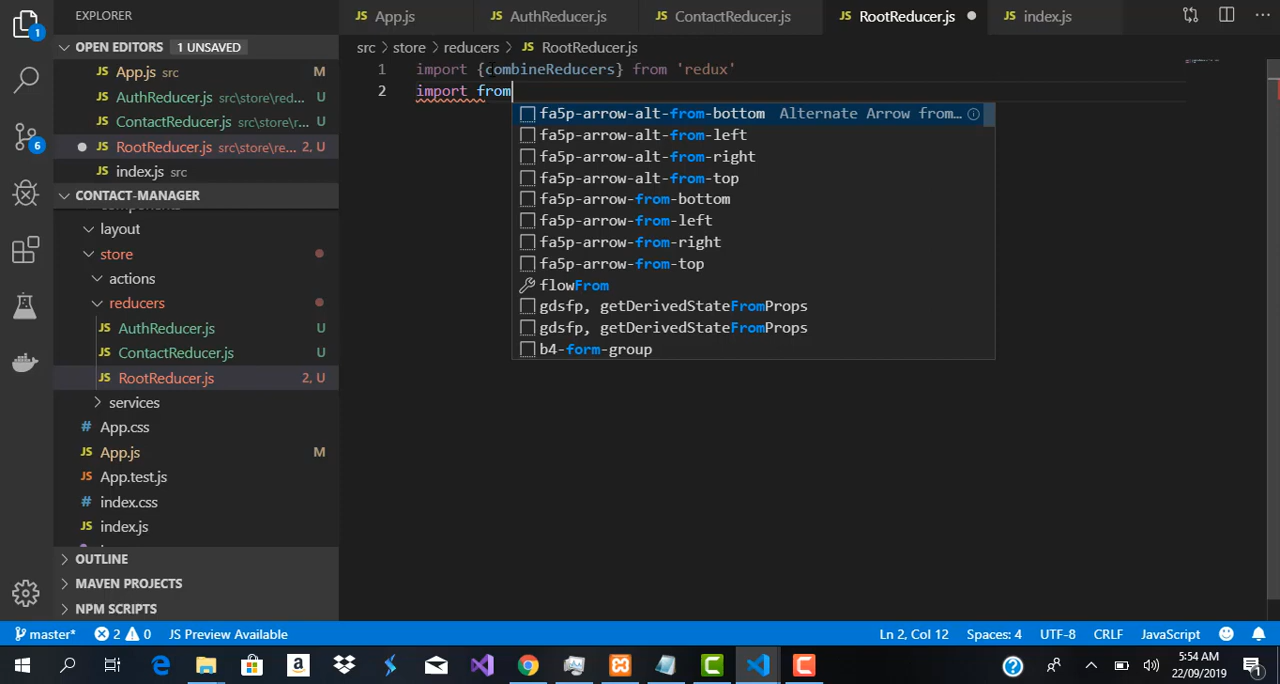 EXPLORER
OPEN EDITORS 1 UNSAVED
App.js src M
AuthReducer.js src\store\red... U
ContactReducer.js src\store\r... U
RootReducer.js src\store\re... 2, U
index.js src
CONTACT-MANAGER
layout
store
actions
reducers
AuthReducer.js U
ContactReducer.js U
RootReducer.js 2, U
services
App.css
App.js M
App.test.js
index.css
index.js
OUTLINE
MAVEN PROJECTS
NPM SCRIPTS
App.js AuthReducer.js ContactReducer.js RootReducer.js index.js
src > store > reducers > JS RootReducer.js
1 import {combineReducers} from 'redux'
2 import from
fa5p-arrow-alt-from-bottom Alternate Arrow from...
fa5p-arrow-alt-from-left
fa5p-arrow-alt-from-right
fa5p-arrow-alt-from-top
fa5p-arrow-from-bottom
fa5p-arrow-from-left
fa5p-arrow-from-right
fa5p-arrow-from-top
flowFrom
gdsfp, getDerivedStateFromProps
gdsfp, getDerivedStateFromProps
b4-form-group
master* 2 0 JS Preview Available Ln 2, Col 12 Spaces: 4 UTF-8 CRLF JavaScript
5:54 AM
22/09/2019